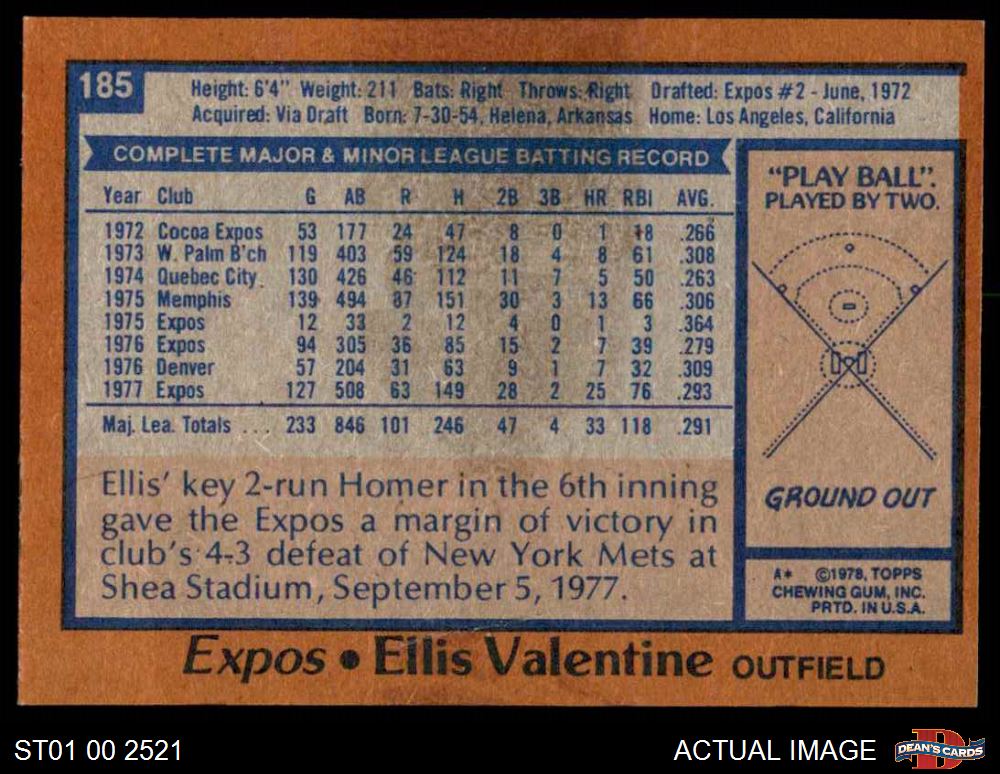 185
Height: 6'4" Weight: 211 Bats: Right Throws: Right Drafted: Expos #2 - June, 1972
Acquired: Via Draft Born: 7-30-54, Helena, Arkansas Home: Los Angeles, California
COMPLETE MAJOR & MINOR LEAGUE BATTING RECORD
Year Club G AB R H 2B 3B HR RBI AVG.
1972 Cocoa Expos 53 177 24 47 8 0 1 18 .266
1973 W. Palm B'ch 119 403 59 124 18 4 8 61 .308
1974 Quebec City 130 426 46 112 11 7 5 50 .263
1975 Memphis 139 494 87 151 30 3 13 66 .306
1975 Expos 12 33 2 12 4 0 1 3 .364
1976 Expos 94 305 36 85 15 2 7 39 .279
1976 Denver 57 204 31 63 9 1 7 32 .309
1977 Expos 127 508 63 149 28 2 25 76 .293
Maj. Lea. Totals ... 233 846 101 246 47 4 33 118 .291
Ellis' key 2-run Homer in the 6th inning
gave the Expos a margin of victory in
club's 4-3 defeat of New York Mets at
Shea Stadium, September 5, 1977.
"PLAY BALL".
PLAYED BY TWO.
GROUND OUT
A* ©1978, TOPPS
CHEWING GUM, INC.
PRTD. IN U.S.A.
Expos • Ellis Valentine OUTFIELD
ST01 00 2521
ACTUAL IMAGE
D
DEAN'S CARDS